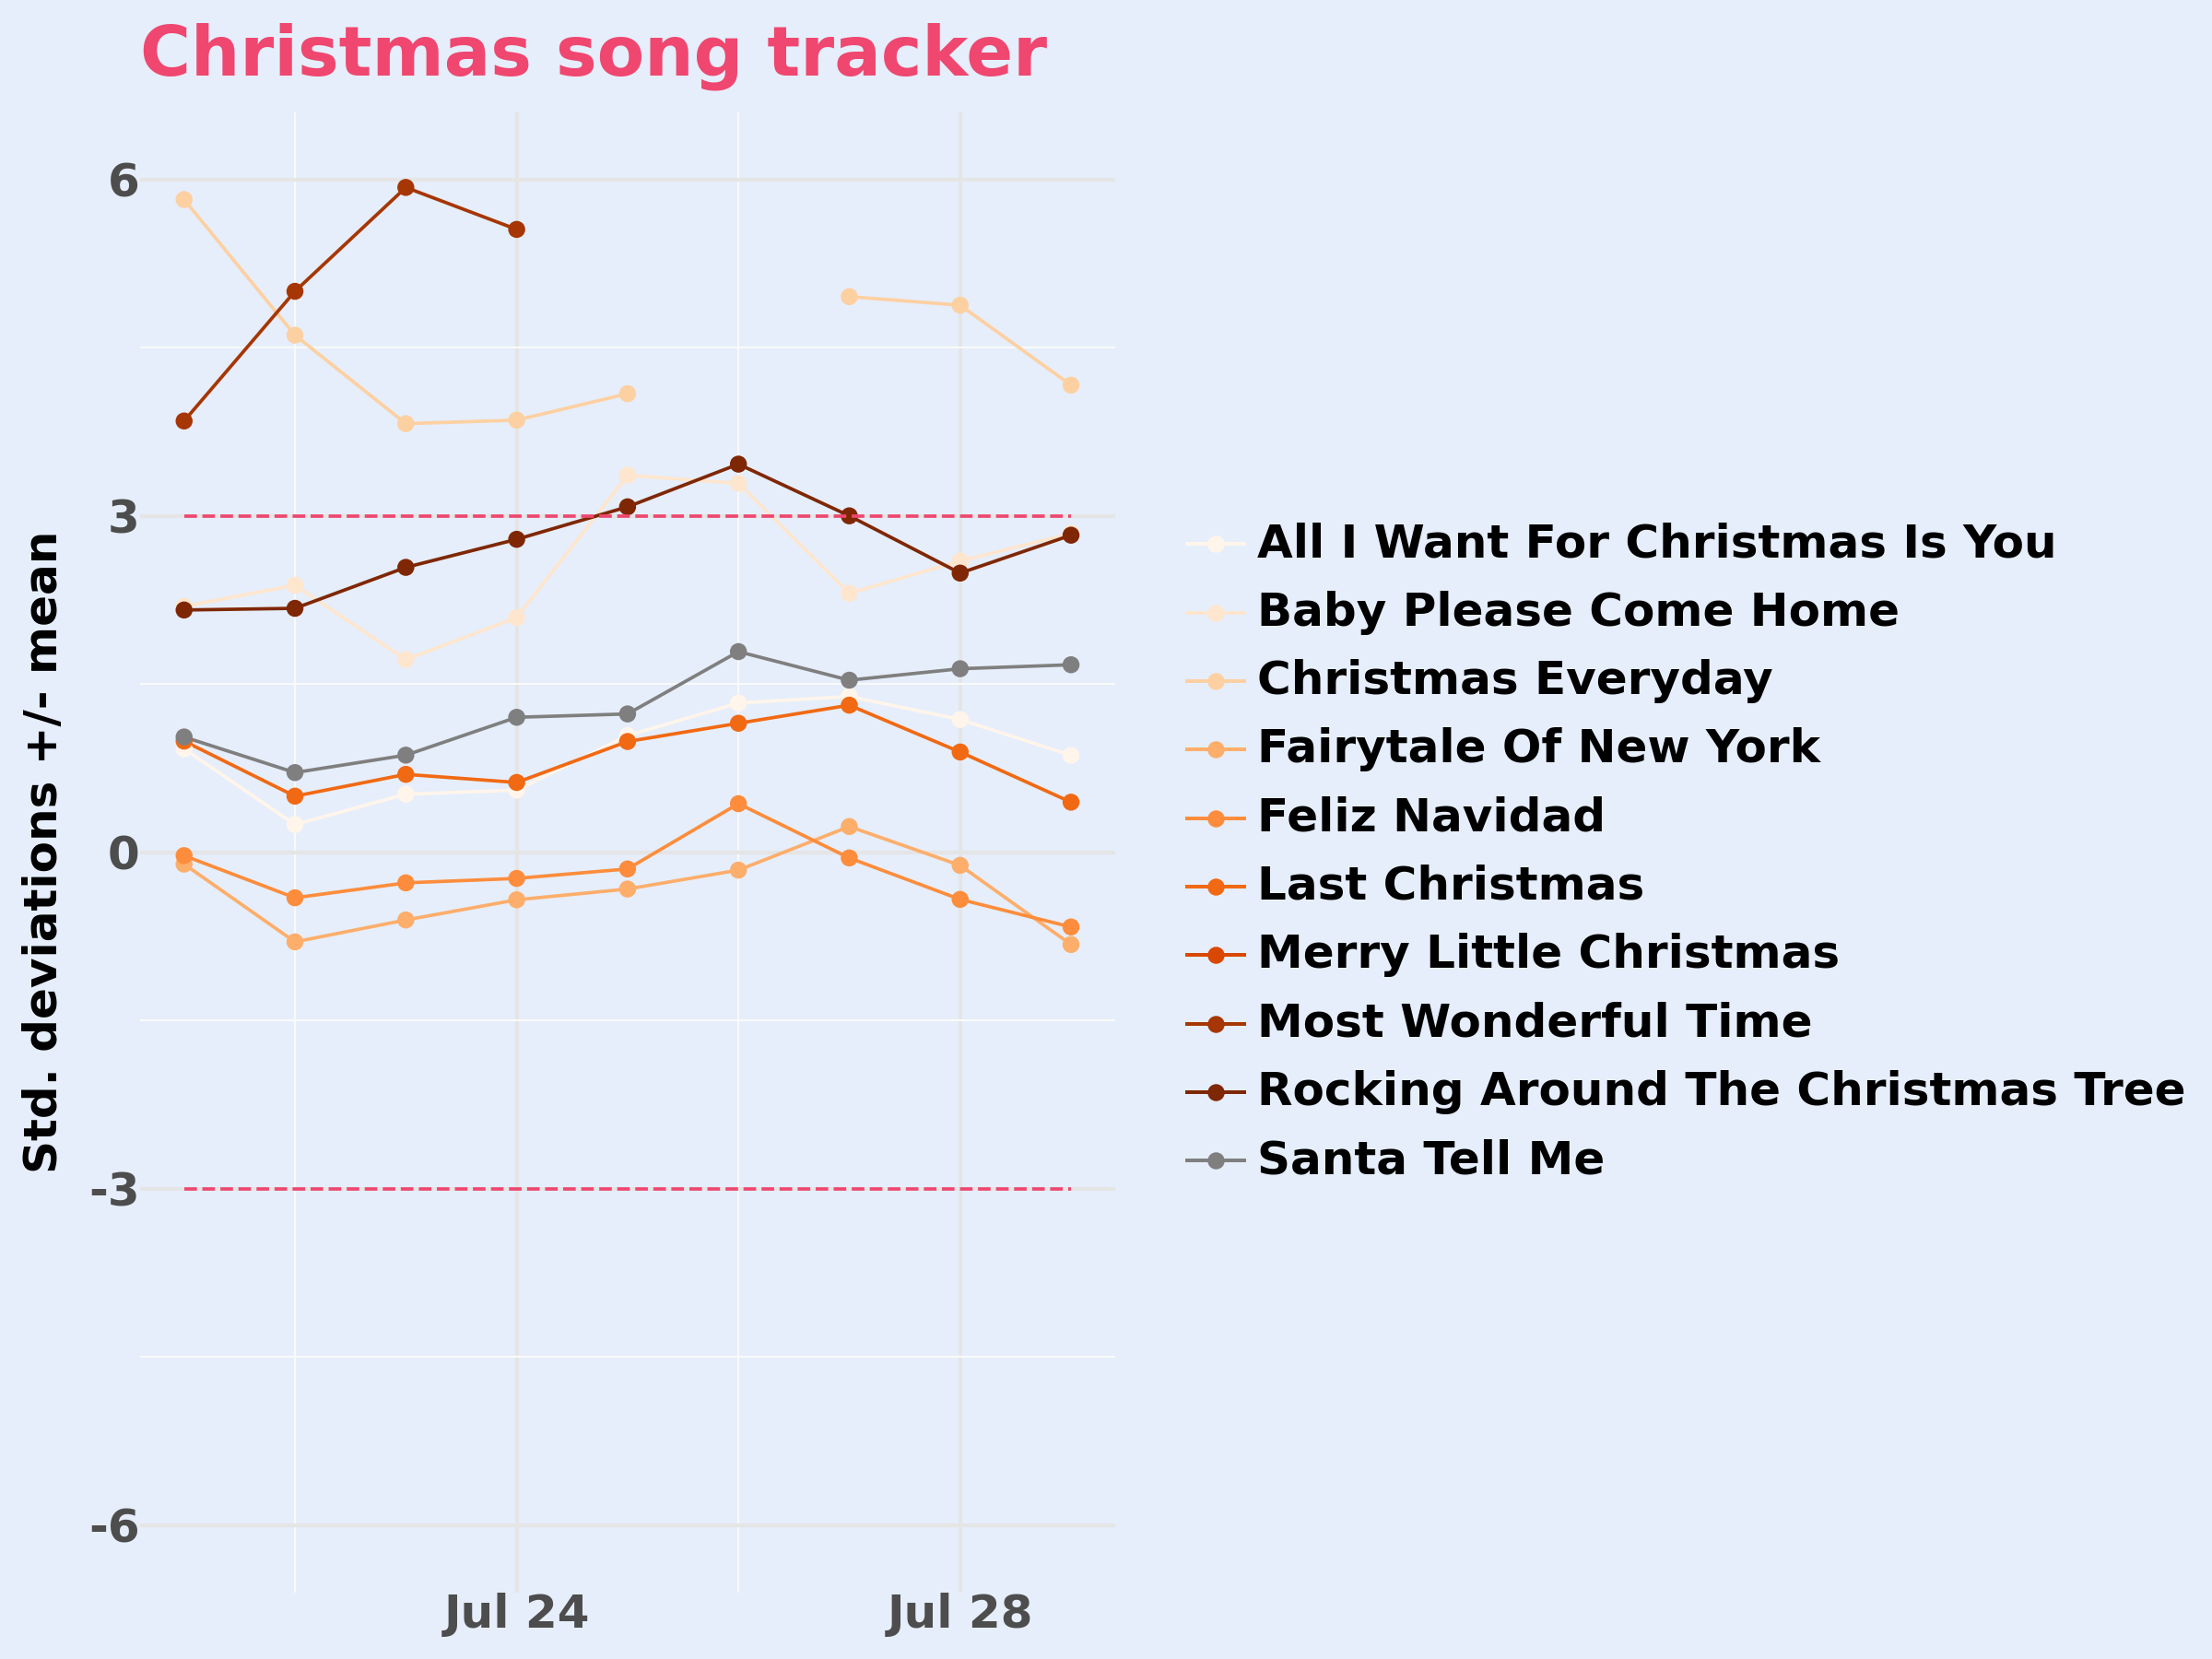 Christmas song tracker
Std. deviations +/- mean
6
3
0
-3
-6
Jul 24
Jul 28
All I Want For Christmas Is You
Baby Please Come Home
Christmas Everyday
Fairytale Of New York
Feliz Navidad
Last Christmas
Merry Little Christmas
Most Wonderful Time
Rocking Around The Christmas Tree
Santa Tell Me